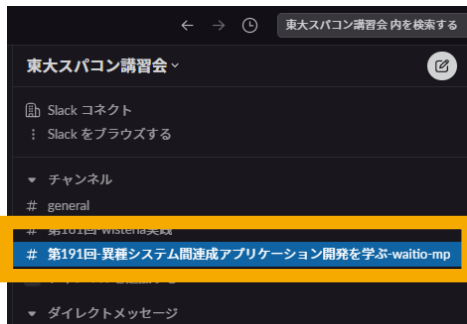 東大スパコン講習会 内を検索する
東大スパコン講習会
Slack コネクト
Slack をブラウズする
チャンネル
# general
# 第191回-異種システム間連成アプリケーション開発を学ぶ-waitio-mp
ダイレクトメッセージ